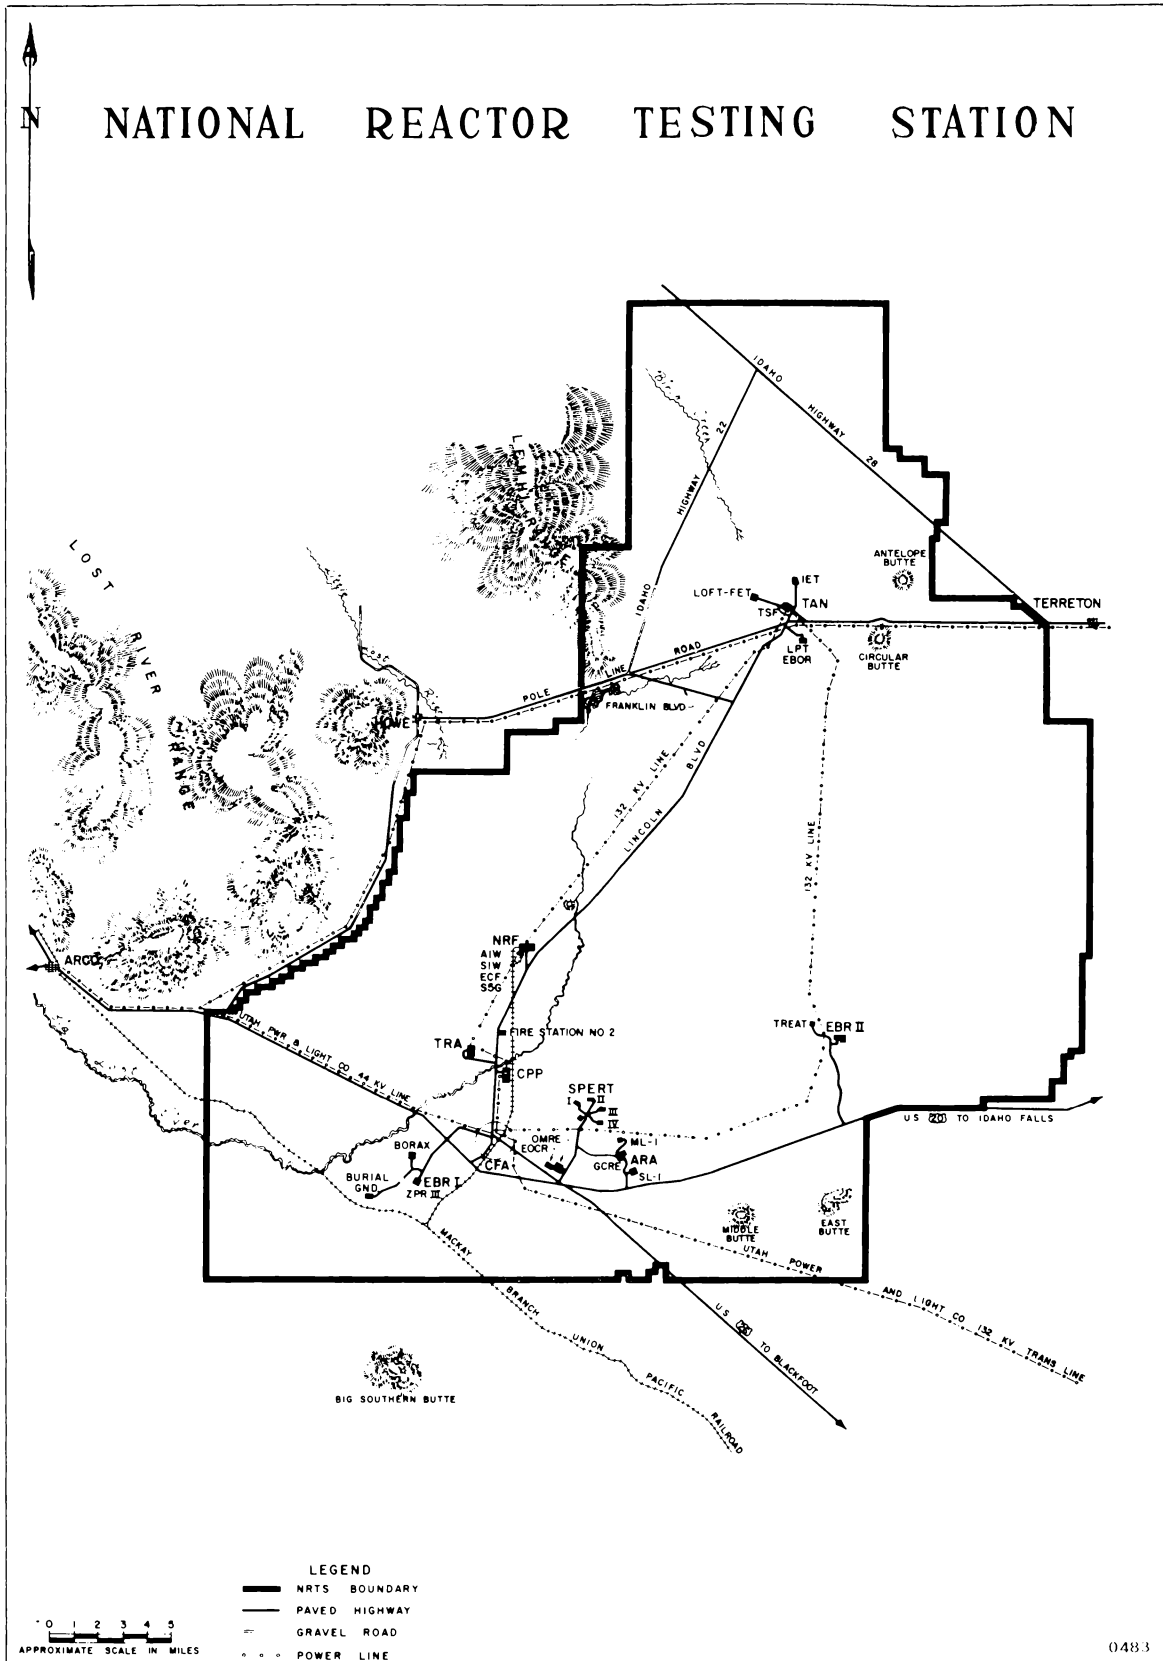 N
NATIONAL REACTOR TESTING STATION
IDAHO HIGHWAY 28
IDAHO HIGHWAY 22
LEMHI RANGE
LOST RIVER RANGE
ANTELOPE
BUTTE
IET
LOFT-FET
TAN
TSF
TERRETON
LPT
EBOR
CIRCULAR
BUTTE
POLE LINE ROAD
FRANKLIN BLVD
HOWE
132 KV LINE
LINCOLN BLVD
132 KV LINE
NRF
A1W
S1W
ECF
S5G
ARCO
UTAH PWR & LIGHT CO 44 KV LINE
FIRE STATION NO 2
TRA
CPP
TREAT
EBR II
SPERT
I
II
III
IV
US 20 TO IDAHO FALLS
OMRE
EOCR
ML-1
ARA
GCRE
SL-1
BORAX
CFA
BURIAL
GND
EBR I
ZPR III
MIDDLE
BUTTE
EAST
BUTTE
UTAH POWER AND LIGHT CO 132 KV TRANS LINE
MACKAY BRANCH UNION PACIFIC RAILROAD
US 26 TO BLACKFOOT
BIG SOUTHERN BUTTE
LEGEND
NRTS BOUNDARY
PAVED HIGHWAY
GRAVEL ROAD
POWER LINE
0 1 2 3 4 5
APPROXIMATE SCALE IN MILES
0483